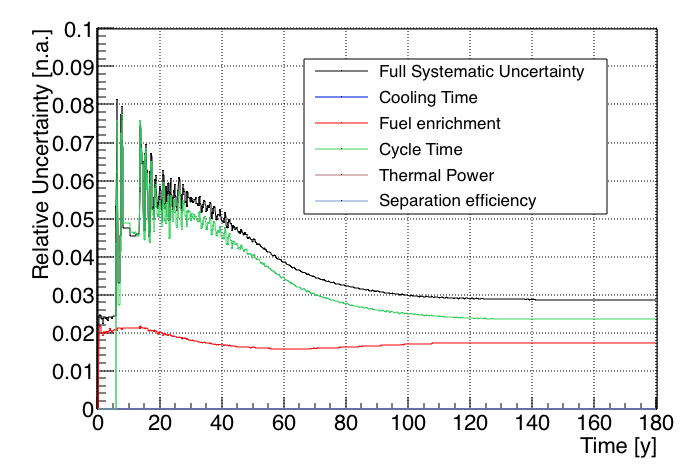 Relative Uncertainty [n.a.]
0.1
0.09
0.08
0.07
0.06
0.05
0.04
0.03
0.02
0.01
0
Full Systematic Uncertainty
Cooling Time
Fuel enrichment
Cycle Time
Thermal Power
Separation efficiency
0 20 40 60 80 100 120 140 160 180
Time [y]